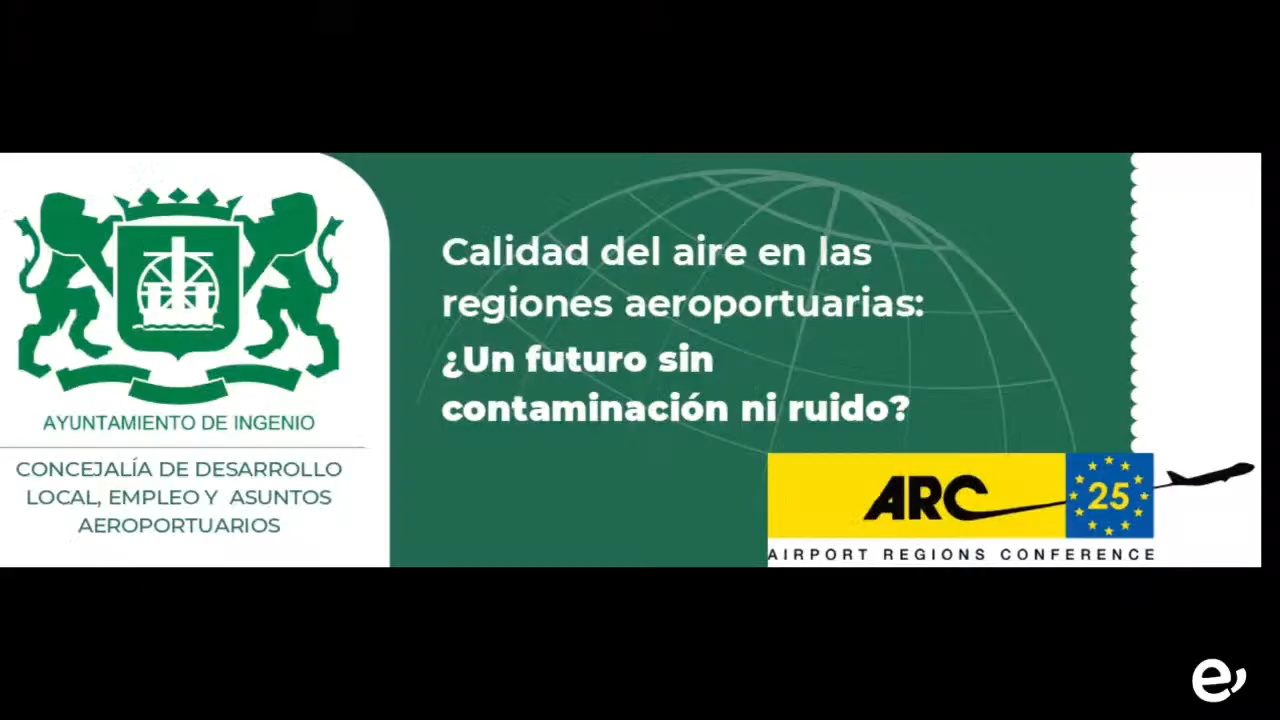 AYUNTAMIENTO DE INGENIO
CONCEJALÍA DE DESARROLLO
LOCAL, EMPLEO Y ASUNTOS
AEROPORTUARIOS
Calidad del aire en las
regiones aeroportuarias:
¿Un futuro sin
contaminación ni ruido?
ARC
25
AIRPORT REGIONS CONFERENCE
e